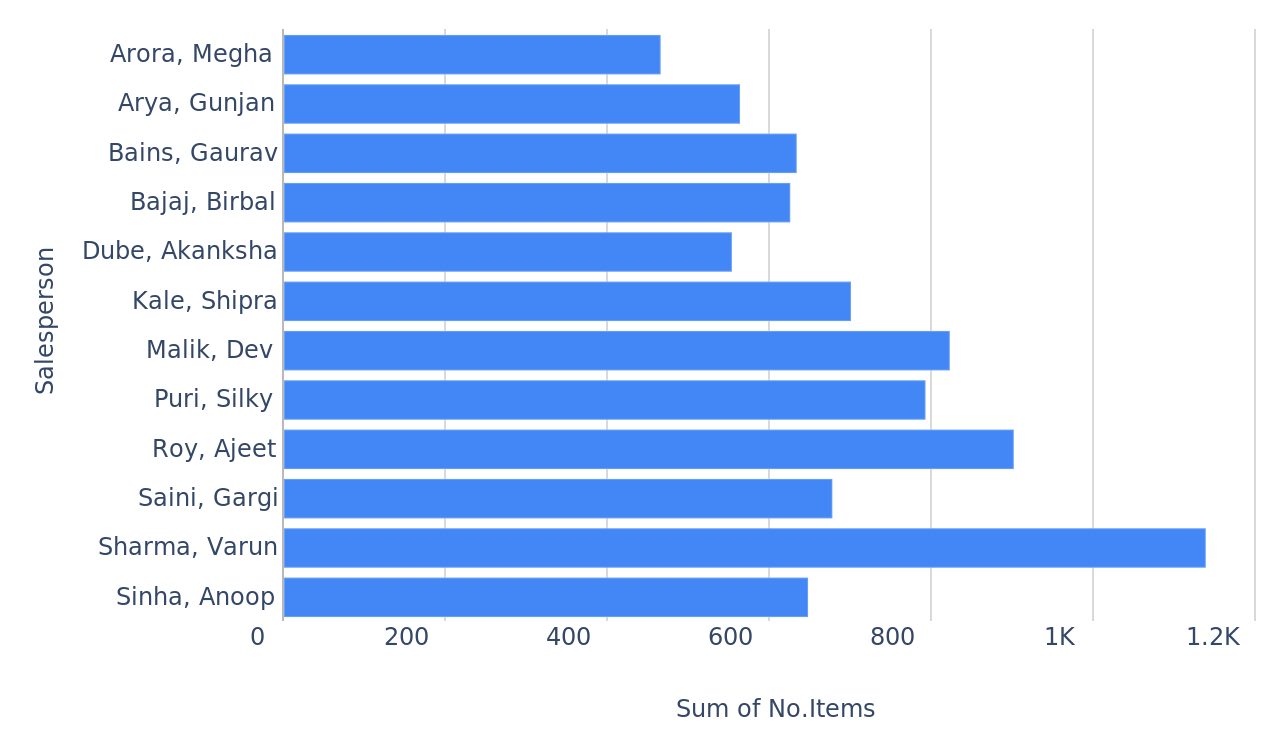 Arora, Megha
Arya, Gunjan
Bains, Gaurav
Bajaj, Birbal
Dube, Akanksha
Kale, Shipra
Malik, Dev
Puri, Silky
Roy, Ajeet
Saini, Gargi
Sharma, Varun
Sinha, Anoop
Salesperson
0 200 400 600 800 1K 1.2K
Sum of No.Items